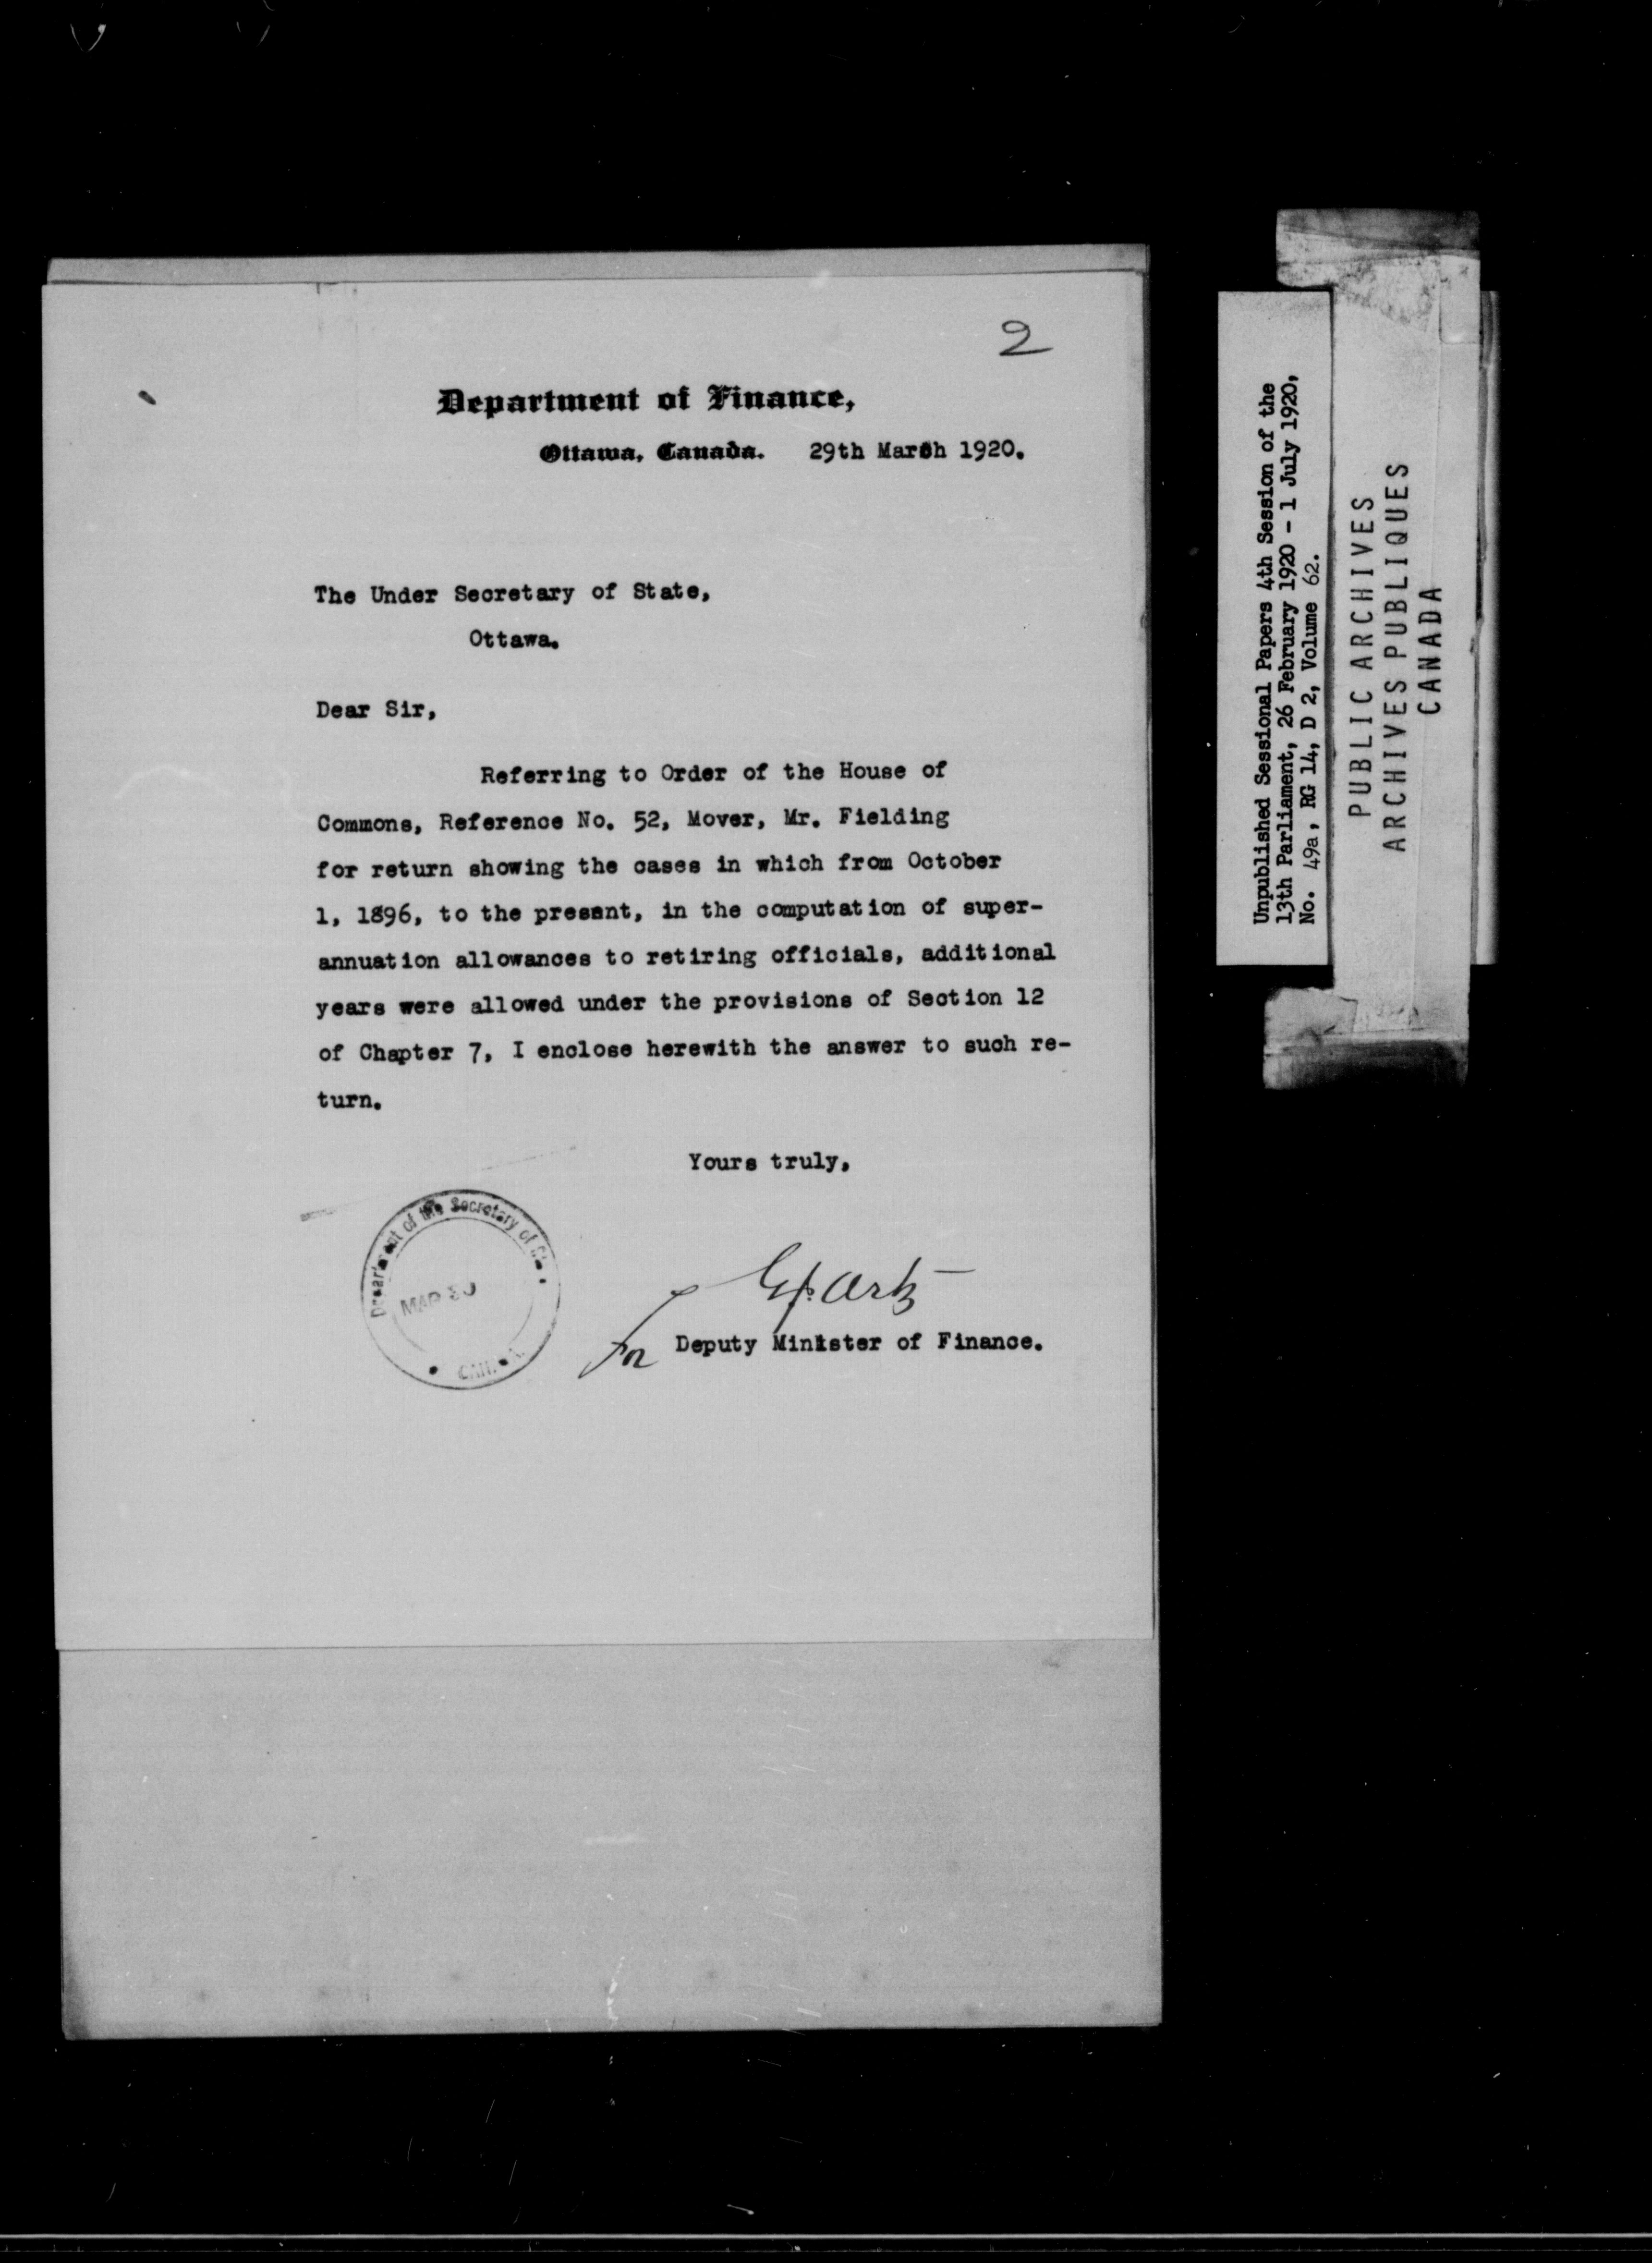 2
Department of Finance,
Ottawa, Canada. 29th March 1920.
The Under Secretary of State,
Ottawa.
Dear Sir,
Referring to Order of the House of
Commons, Reference No. 52, Mover, Mr. Fielding
for return showing the cases in which from October
1, 1896, to the present, in the computation of super-
annuation allowances to retiring officials, additional
years were allowed under the provisions of Section 12
of Chapter 7, I enclose herewith the answer to such re-
turn.
Yours truly,
For Deputy Minister of Finance.
Department of the Secretary of
MAR 30
Unpublished Sessional Papers 4th Session of the
13th Parliament, 26 February 1920 - 1 July 1920,
No. 49a, RG 14, D 2, Volume 62.
PUBLIC ARCHIVES
ARCHIVES PUBLIQUES
CANADA